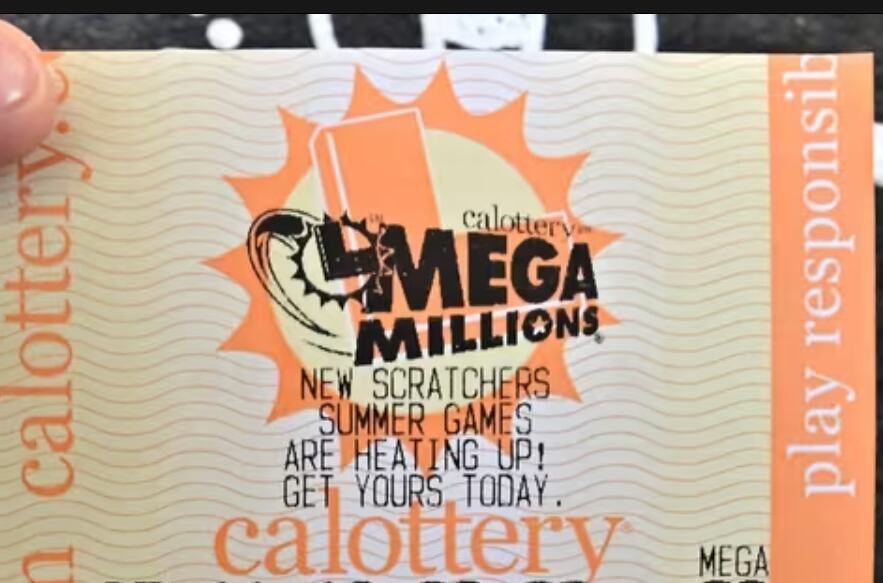 calottery
MEGA
MILLIONS
NEW SCRATCHERS
SUMMER GAMES
ARE HEATING UP!
GET YOURS TODAY.
calottery
MEGA
calottery.c
play responsib